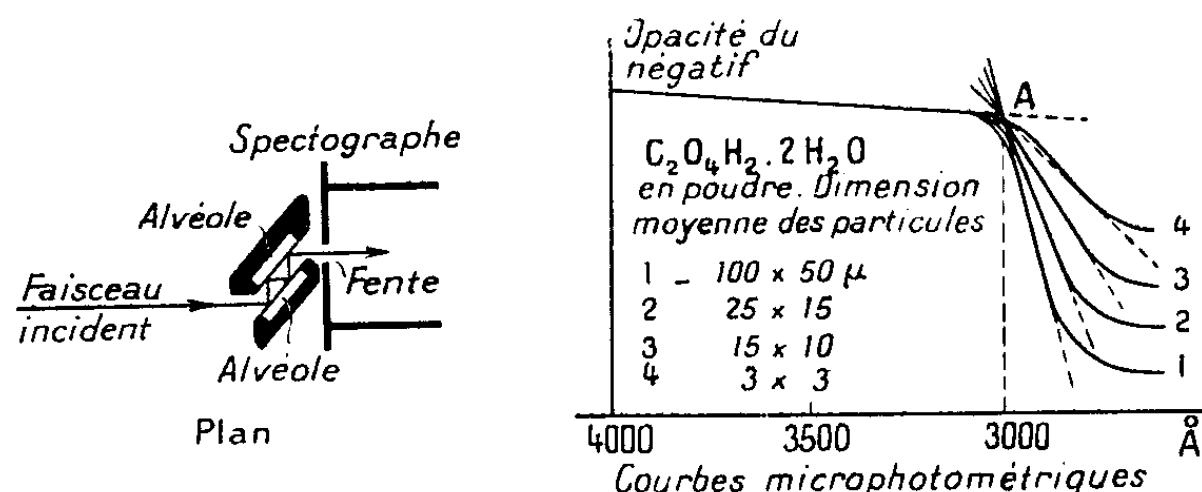 Spectographe
Alvéole
Faisceau
incident
Fente
Alvéole
Plan
Opacité du
négatif
A
C₂O₄H₂.2H₂O
en poudre. Dimension
moyenne des particules
1 - 100 × 50 µ
2 25 × 15
3 15 × 10
4 3 × 3
4
3
2
1
4000 3500 3000 Å
Courbes microphotométriques